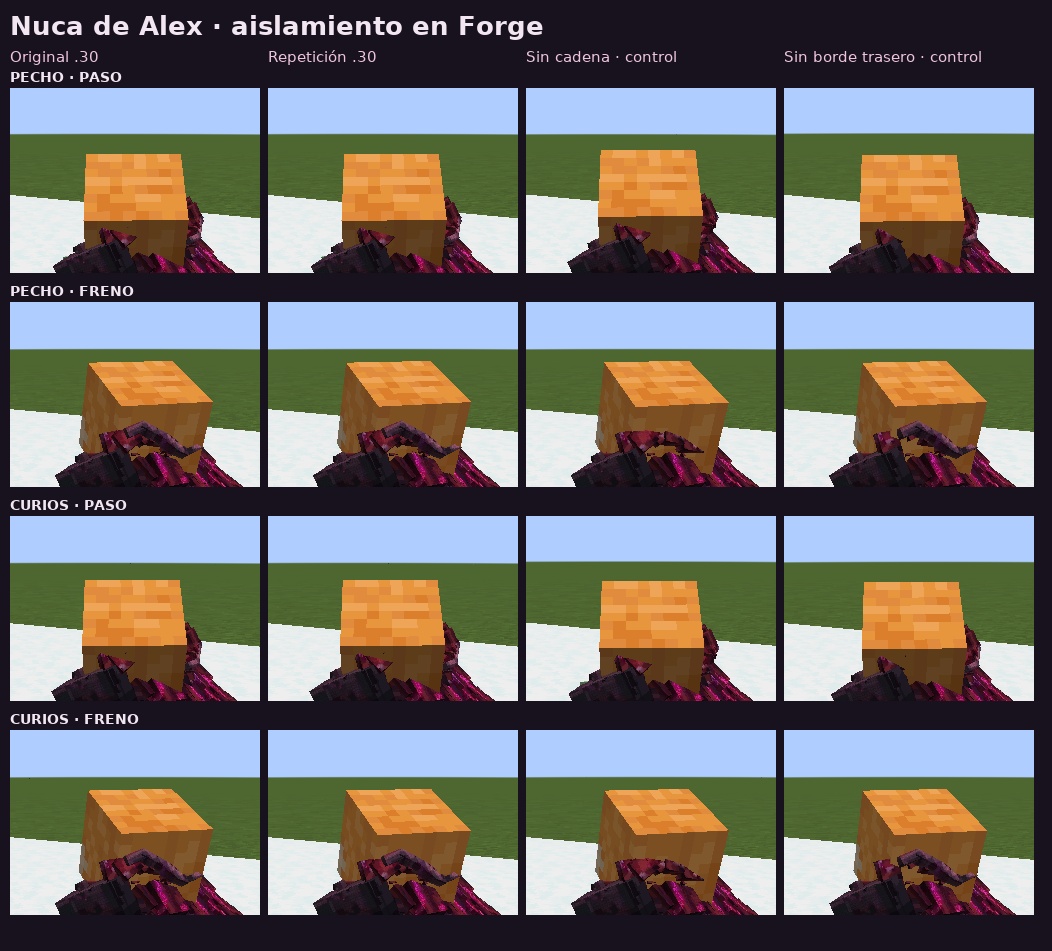 Nuca de Alex · aislamiento en Forge
Original .30 Repetición .30 Sin cadena · control Sin borde trasero · control
PECHO · PASO
PECHO · FRENO
CURIOS · PASO
CURIOS · FRENO